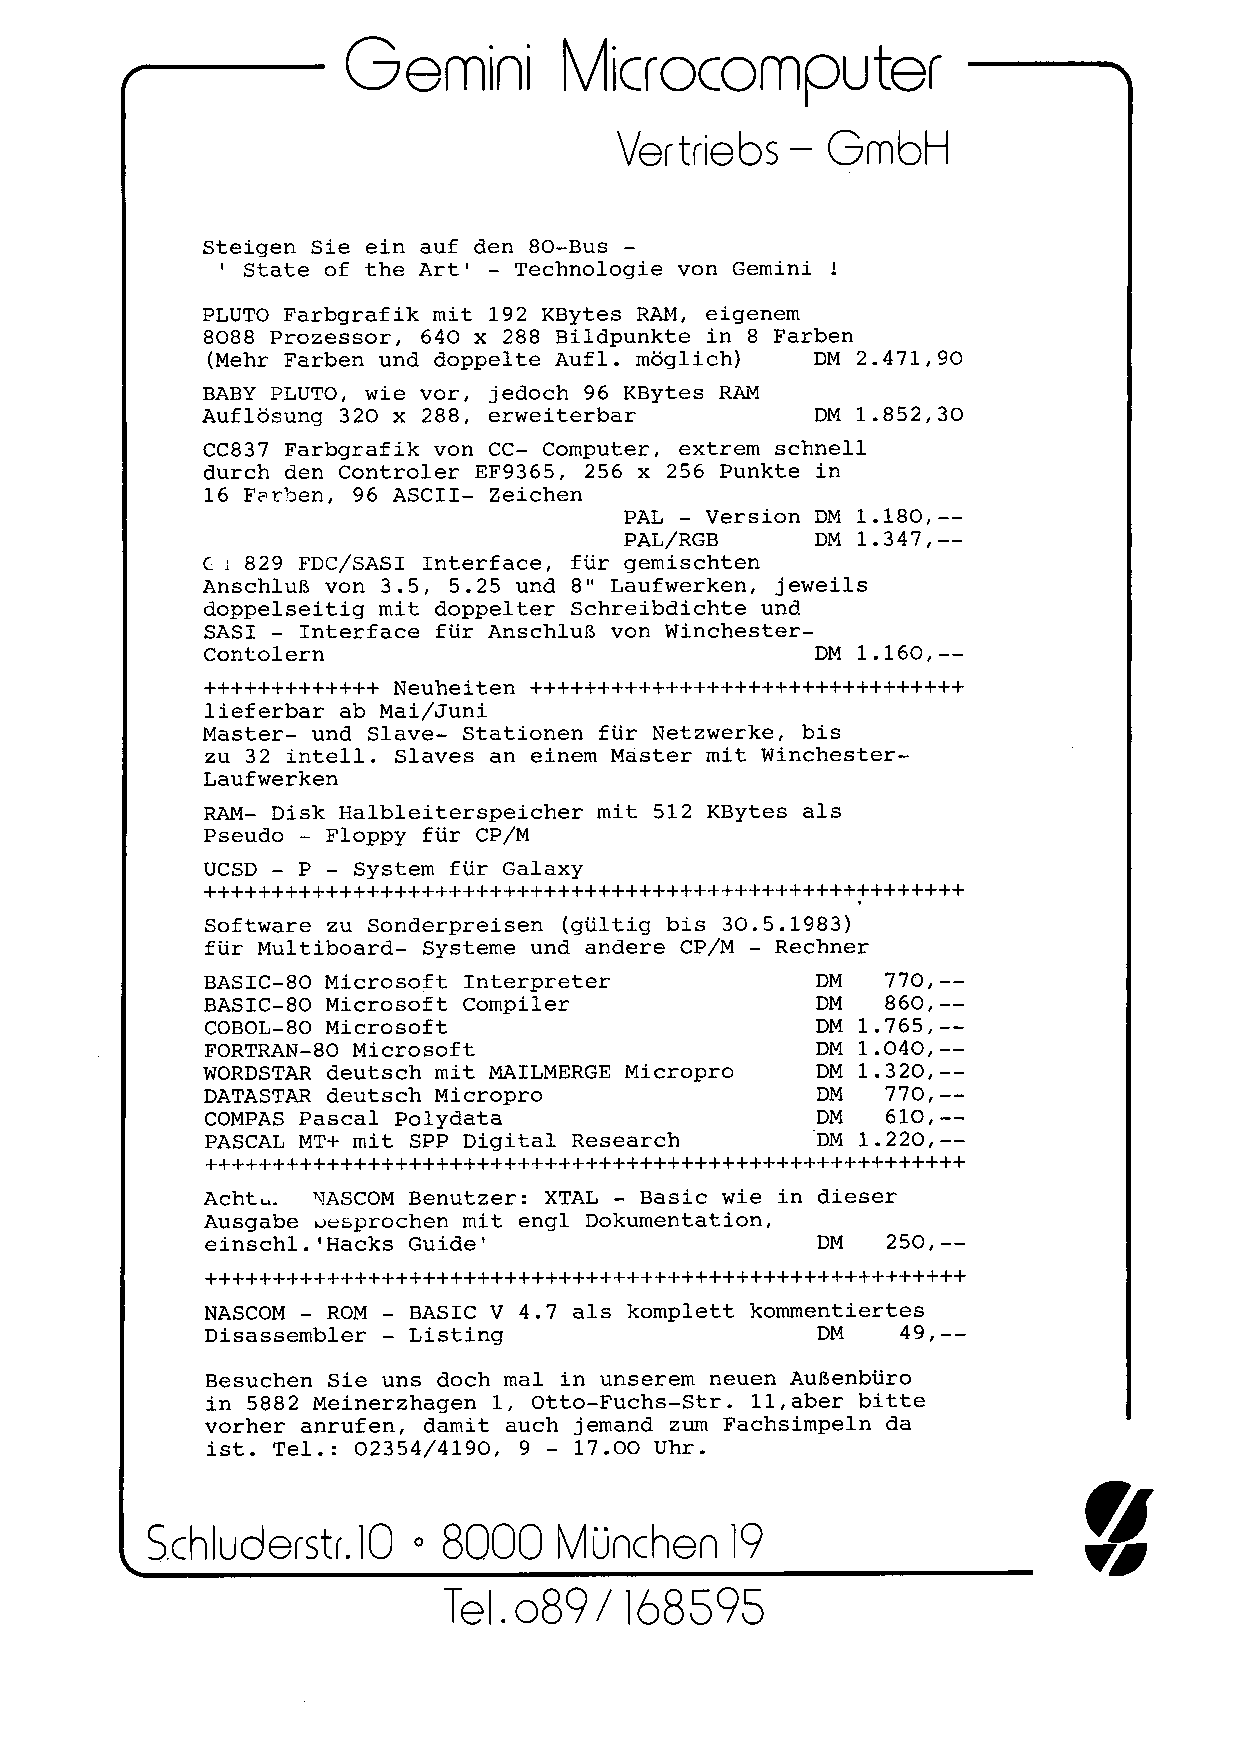 Gemini Microcomputer
Vertriebs - GmbH
Steigen Sie ein auf den 80-Bus -
' State of the Art' - Technologie von Gemini !
PLUTO Farbgrafik mit 192 KBytes RAM, eigenem
8088 Prozessor, 640 x 288 Bildpunkte in 8 Farben
(Mehr Farben und doppelte Aufl. möglich) DM 2.471,90
BABY PLUTO, wie vor, jedoch 96 KBytes RAM
Auflösung 320 x 288, erweiterbar DM 1.852,30
CC837 Farbgrafik von CC- Computer, extrem schnell
durch den Controler EF9365, 256 x 256 Punkte in
16 Farben, 96 ASCII- Zeichen
PAL - Version DM 1.180,--
PAL/RGB DM 1.347,--
829 FDC/SASI Interface, für gemischten
Anschluß von 3.5, 5.25 und 8" Laufwerken, jeweils
doppelseitig mit doppelter Schreibdichte und
SASI - Interface für Anschluß von Winchester-
Contolern DM 1.160,--
+++++++++++++ Neuheiten ++++++++++++++++++++++++++++++++
lieferbar ab Mai/Juni
Master- und Slave- Stationen für Netzwerke, bis
zu 32 intell. Slaves an einem Master mit Winchester-
Laufwerken
RAM- Disk Halbleiterspeicher mit 512 KBytes als
Pseudo - Floppy für CP/M
UCSD - P - System für Galaxy
++++++++++++++++++++++++++++++++++++++++++++++++++++++++
Software zu Sonderpreisen (gültig bis 30.5.1983)
für Multiboard- Systeme und andere CP/M - Rechner
BASIC-80 Microsoft Interpreter DM 770,--
BASIC-80 Microsoft Compiler DM 860,--
COBOL-80 Microsoft DM 1.765,--
FORTRAN-80 Microsoft DM 1.040,--
WORDSTAR deutsch mit MAILMERGE Micropro DM 1.320,--
DATASTAR deutsch Micropro DM 770,--
COMPAS Pascal Polydata DM 610,--
PASCAL MT+ mit SPP Digital Research DM 1.220,--
++++++++++++++++++++++++++++++++++++++++++++++++++++++++
NASCOM Benutzer: XTAL - Basic wie in dieser
Ausgabe besprochen mit engl Dokumentation,
einschl.'Hacks Guide' DM 250,--
++++++++++++++++++++++++++++++++++++++++++++++++++++++++
NASCOM - ROM - BASIC V 4.7 als komplett kommentiertes
Disassembler - Listing DM 49,--
Besuchen Sie uns doch mal in unserem neuen Außenbüro
in 5882 Meinerzhagen 1, Otto-Fuchs-Str. 11,aber bitte
vorher anrufen, damit auch jemand zum Fachsimpeln da
ist. Tel.: 02354/4190, 9 - 17.00 Uhr.
Schluderstr. 10 ∘ 8000 München 19
Tel. o89/168595